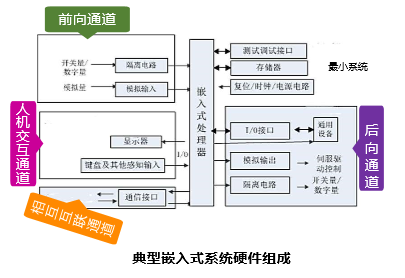 前向通道
开关量/
数字量
隔离电路
模拟量
模拟输入
人机交互通道
显示器
键盘及其他感知输入
I/O
相互互联通道
通信接口
嵌入式处理器
测试调试接口
存储器
复位/时钟/电源电路
最小系统
I/O接口
通用
设备
模拟输出
伺服驱
动控制
隔离电路
开关量/
数字量
后向通道
典型嵌入式系统硬件组成